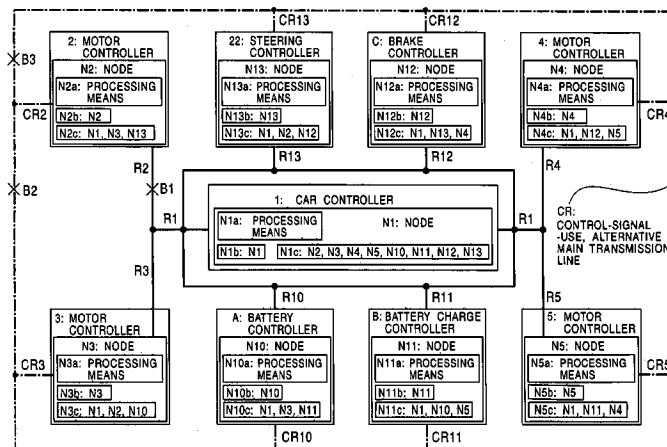 CR13
CR12
B3
2: MOTOR
CONTROLLER
N2: NODE
N2a: PROCESSING
MEANS
N2b: N2
N2c: N1, N3, N13
22: STEERING
CONTROLLER
N13: NODE
N13a: PROCESSING
MEANS
N13b: N13
N13c: N1, N2, N12
C: BRAKE
CONTROLLER
N12: NODE
N12a: PROCESSING
MEANS
N12b: N12
N12c: N1, N13, N4
4: MOTOR
CONTROLLER
N4: NODE
N4a: PROCESSING
MEANS
N4b: N4
N4c: N1, N12, N5
CR2
CR4
R2
R13
R12
R4
B2
B1
1: CAR CONTROLLER
N1a: PROCESSING
MEANS
N1: NODE
N1b: N1
N1c: N2, N3, N4, N5, N10, N11, N12, N13
R1
R1
CR:
CONTROL-SIGNAL
-USE, ALTERNATIVE
MAIN TRANSMISSION
LINE
R3
R10
R11
R5
3: MOTOR
CONTROLLER
N3: NODE
N3a: PROCESSING
MEANS
N3b: N3
N3c: N1, N2, N10
A: BATTERY
CONTROLLER
N10: NODE
N10a: PROCESSING
MEANS
N10b: N10
N10c: N1, N3, N11
B: BATTERY CHARGE
CONTROLLER
N11: NODE
N11a: PROCESSING
MEANS
N11b: N11
N11c: N1, N10, N5
5: MOTOR
CONTROLLER
N5: NODE
N5a: PROCESSING
MEANS
N5b: N5
N5c: N1, N11, N4
CR3
CR5
CR10
CR11